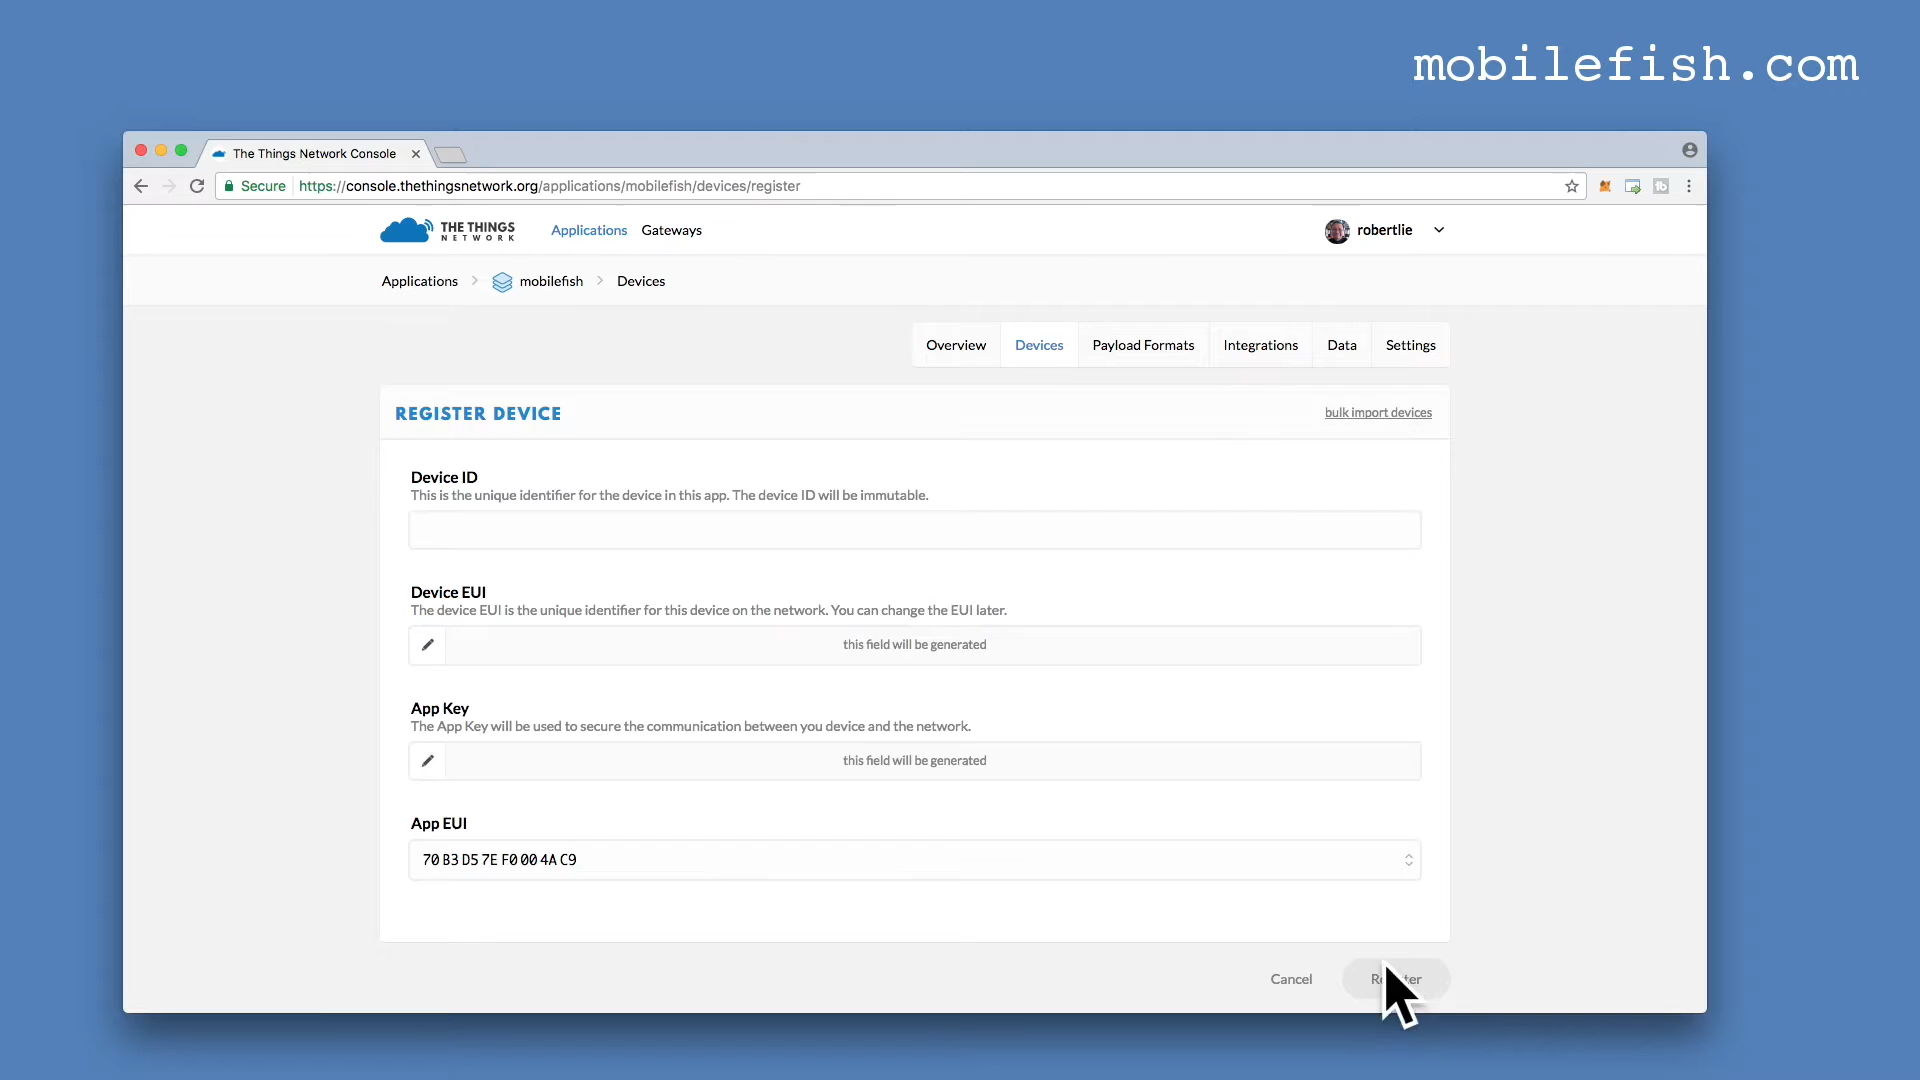 mobilefish.com
The Things Network Console
Secure
https://console.thethingsnetwork.org/applications/mobilefish/devices/register
THE THINGS
NETWORK
Applications
Gateways
robertlie
Applications
mobilefish
Devices
Overview
Devices
Payload Formats
Integrations
Data
Settings
REGISTER DEVICE
bulk import devices
Device ID
This is the unique identifier for the device in this app. The device ID will be immutable.
Device EUI
The device EUI is the unique identifier for this device on the network. You can change the EUI later.
this field will be generated
App Key
The App Key will be used to secure the communication between you device and the network.
this field will be generated
App EUI
70 B3 D5 7E F0 00 4A C9
Cancel